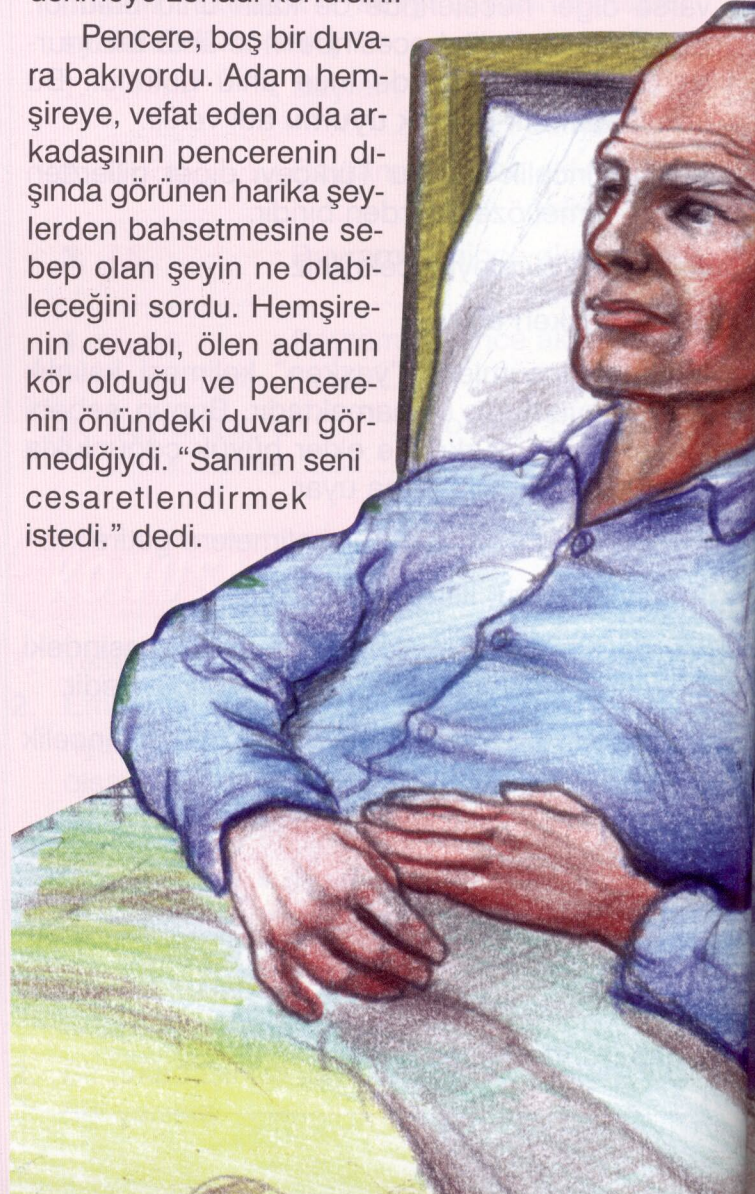 Pencere, boş bir duva-
ra bakıyordu. Adam hem-
şireye, vefat eden oda ar-
kadaşının pencerenin dı-
şında görünen harika şey-
lerden bahsetmesine se-
bep olan şeyin ne olabi-
leceğini sordu. Hemşire-
nin cevabı, ölen adamın
kör olduğu ve pencere-
nin önündeki duvarı gör-
mediğiydi. “Sanırım seni
cesaretlendirmek
istedi.” dedi.